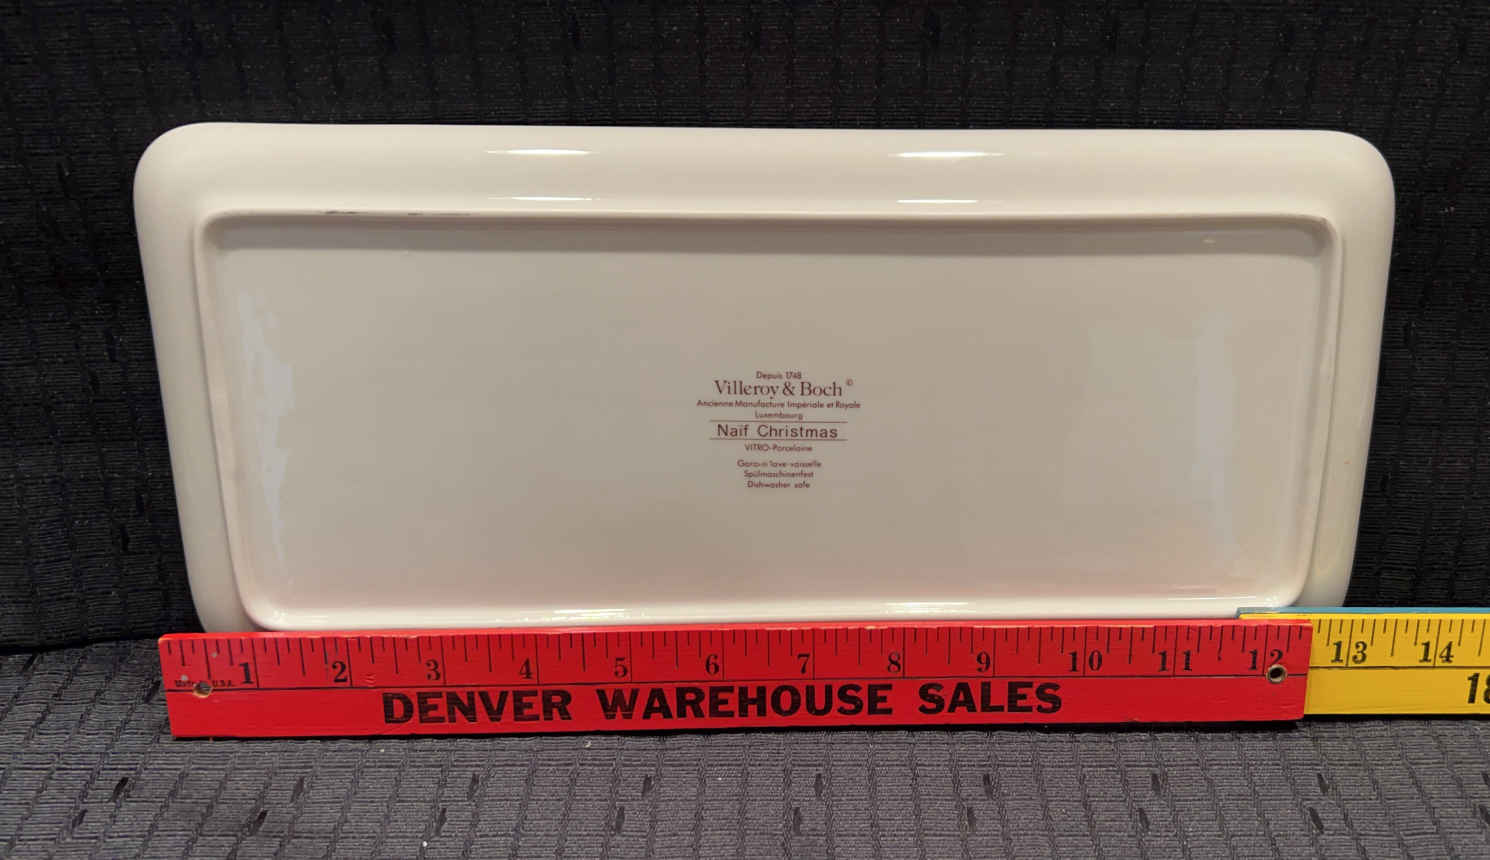 Depuis 1748
Villeroy & Boch ©
Ancienne Manufacture Impériale et Royale
Luxembourg
Naif Christmas
VITRO-Porcelaine
lave-vaisselle
Spülmaschinenfest
Dishwasher safe
1 2 3 4 5 6 7 8 9 10 11 12 13 14
U.S.A.
DENVER WAREHOUSE SALES
18